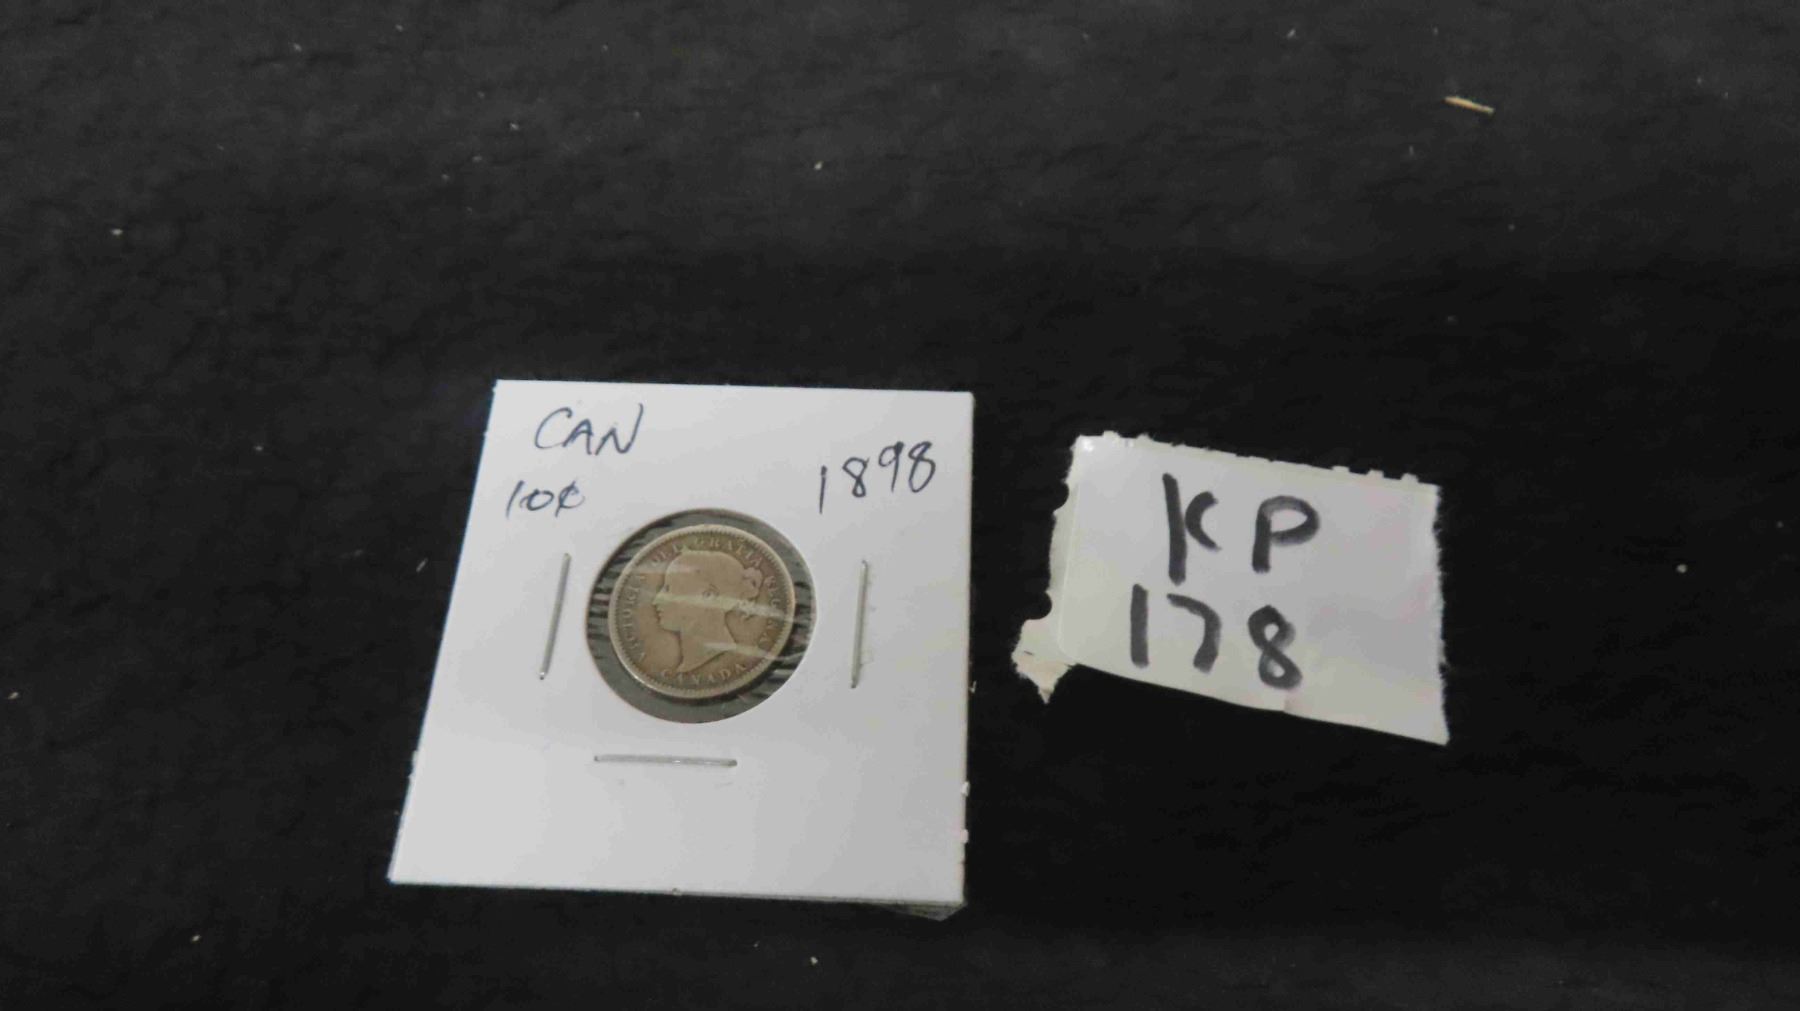 CAN
10¢
1898
VICTORIA DEI GRATIA REGINA
CANADA
KP
178